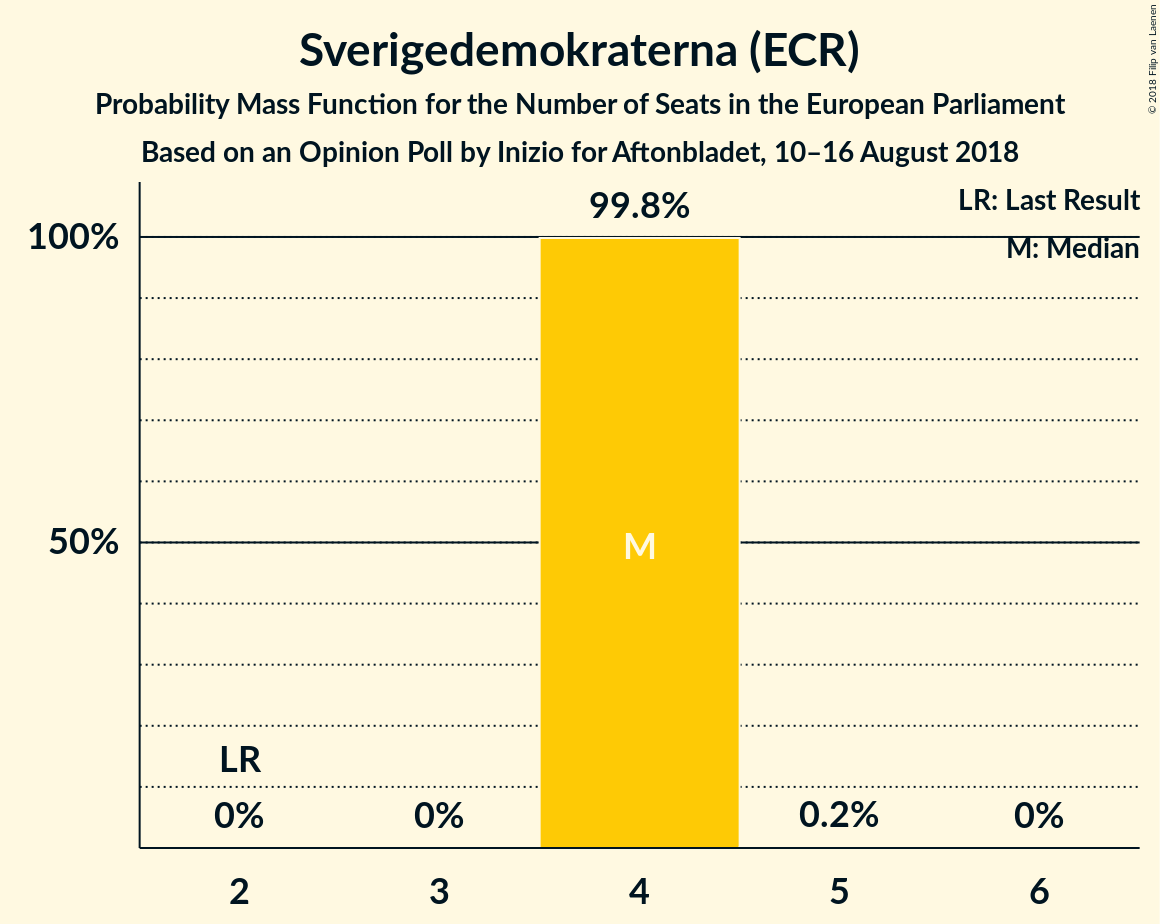 Sverigedemokraterna (ECR)
Probability Mass Function for the Number of Seats in the European Parliament
Based on an Opinion Poll by Inizio for Aftonbladet, 10–16 August 2018
© 2018 Filip van Laenen
LR: Last Result
M: Median
99.8%
100%
50%
M
LR
0%
0%
0.2%
0%
2
3
4
5
6